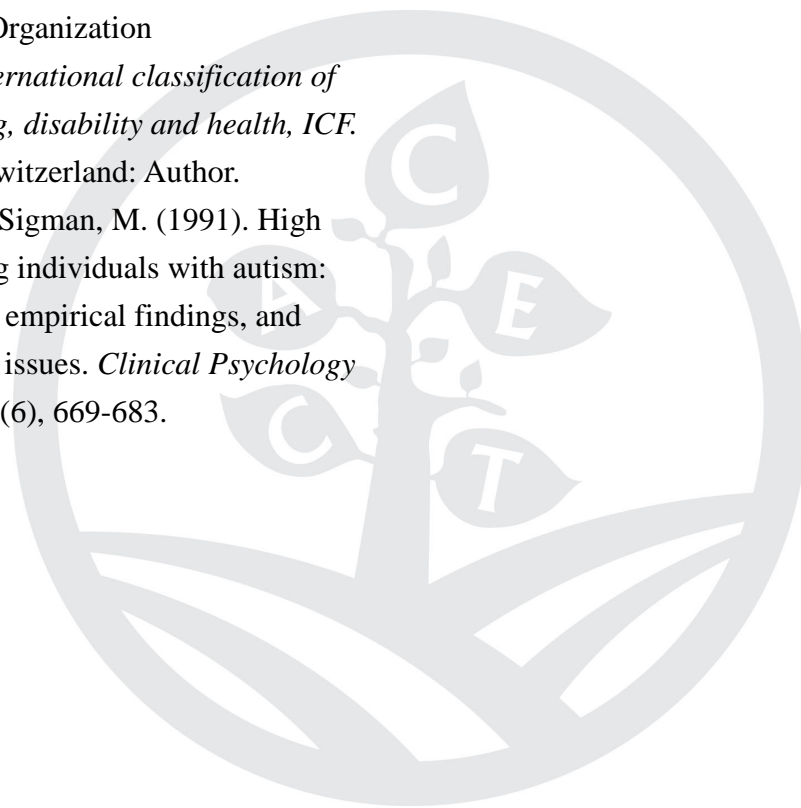 Organization
ernational classification of
g, disability and health, ICF.
witzerland: Author.
Sigman, M. (1991). High
g individuals with autism:
empirical findings, and
issues. Clinical Psychology
(6), 669-683.
C
A
E
C
T